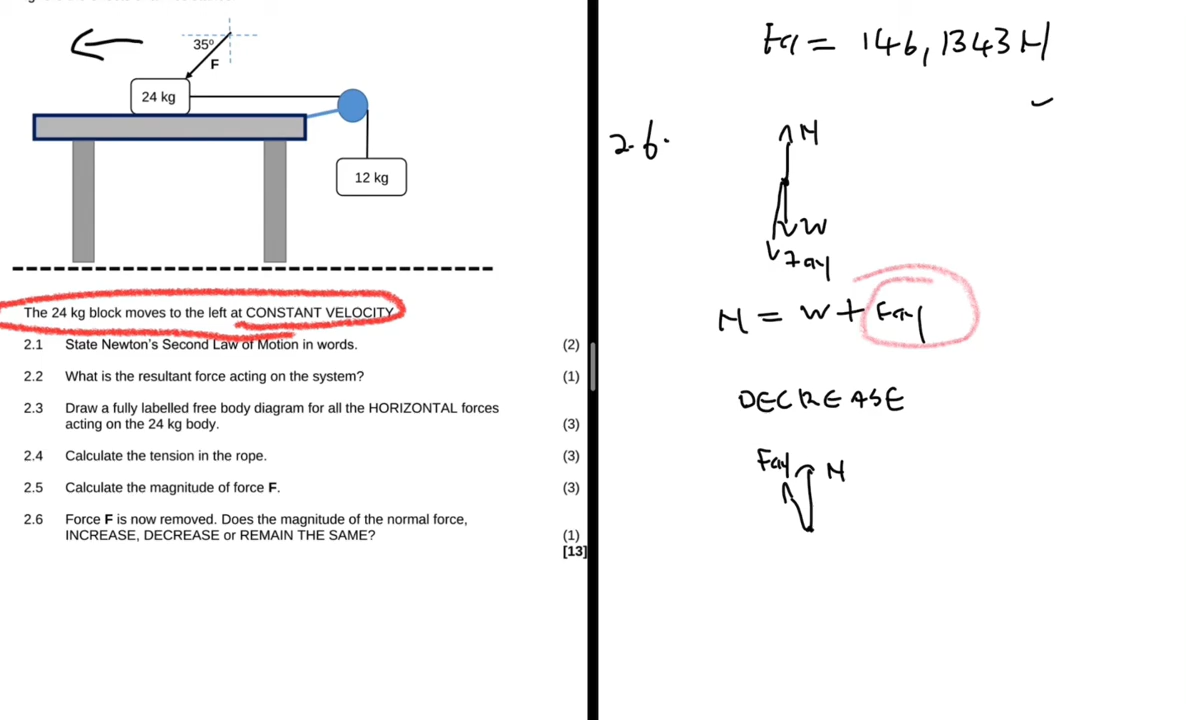 35º
F
24 kg
12 kg
The 24 kg block moves to the left at CONSTANT VELOCITY
2.1 State Newton's Second Law of Motion in words. (2)
2.2 What is the resultant force acting on the system? (1)
2.3 Draw a fully labelled free body diagram for all the HORIZONTAL forces
acting on the 24 kg body. (3)
2.4 Calculate the tension in the rope. (3)
2.5 Calculate the magnitude of force F. (3)
2.6 Force F is now removed. Does the magnitude of the normal force,
INCREASE, DECREASE or REMAIN THE SAME? (1)
[13]
= 146,1343 N
2.6.
N
W
Fay
N = W + Fay
DECREASE
Fay N